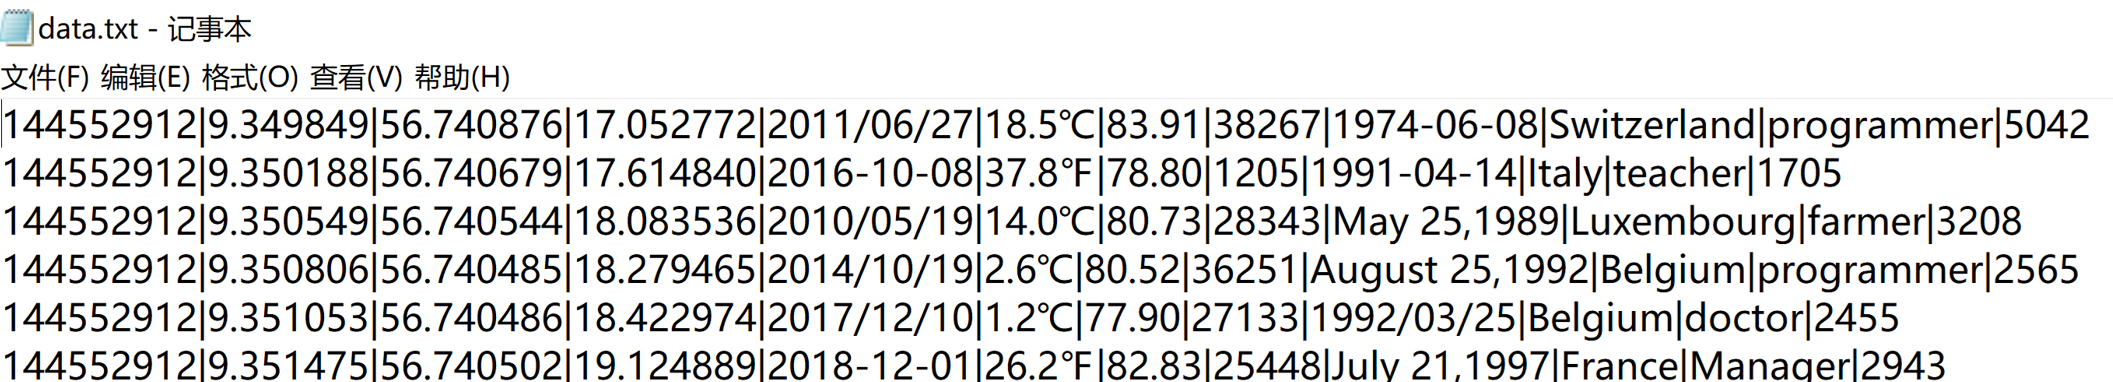 data.txt - 记事本
文件(F) 编辑(E) 格式(O) 查看(V) 帮助(H)
144552912|9.349849|56.740876|17.052772|2011/06/27|18.5℃|83.91|38267|1974-06-08|Switzerland|programmer|5042
144552912|9.350188|56.740679|17.614840|2016-10-08|37.8℉|78.80|1205|1991-04-14|Italy|teacher|1705
144552912|9.350549|56.740544|18.083536|2010/05/19|14.0℃|80.73|28343|May 25,1989|Luxembourg|farmer|3208
144552912|9.350806|56.740485|18.279465|2014/10/19|2.6℃|80.52|36251|August 25,1992|Belgium|programmer|2565
144552912|9.351053|56.740486|18.422974|2017/12/10|1.2℃|77.90|27133|1992/03/25|Belgium|doctor|2455
144552912|9.351475|56.740502|19.124889|2018-12-01|26.2℉|82.83|25448|July 21,1997|France|Manager|2943